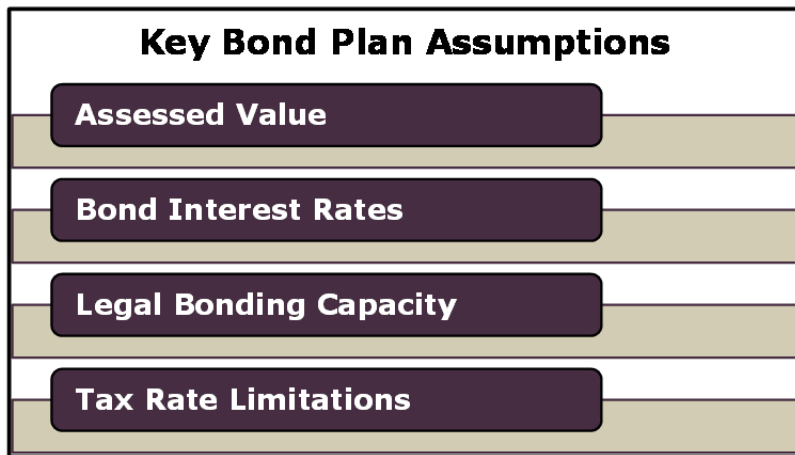 Key Bond Plan Assumptions
Assessed Value
Bond Interest Rates
Legal Bonding Capacity
Tax Rate Limitations